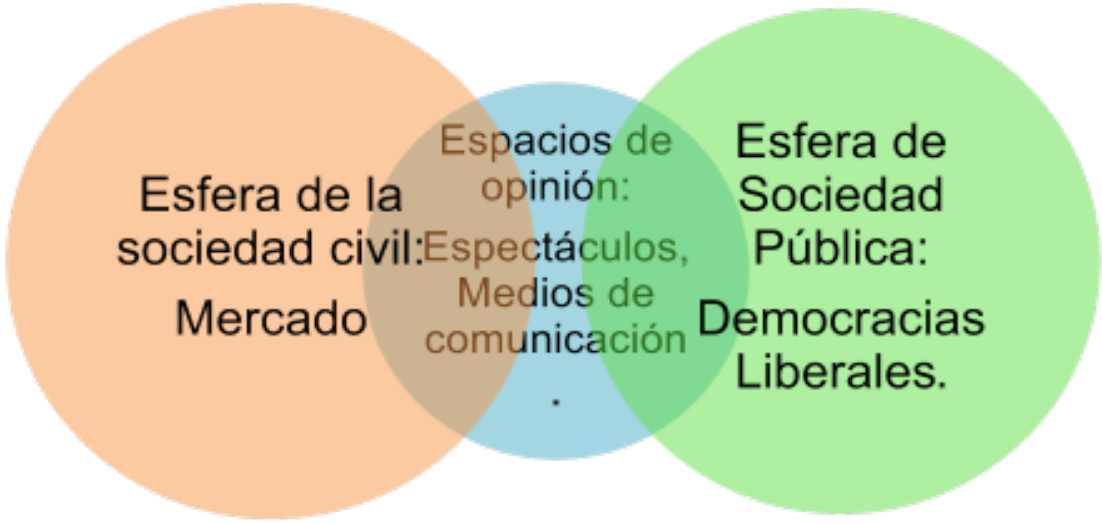 Esfera de la
sociedad civil:
Mercado
Espacios de
opinión:
Espectáculos,
Medios de
comunicación
.
Esfera de
Sociedad
Pública:
Democracias
Liberales.